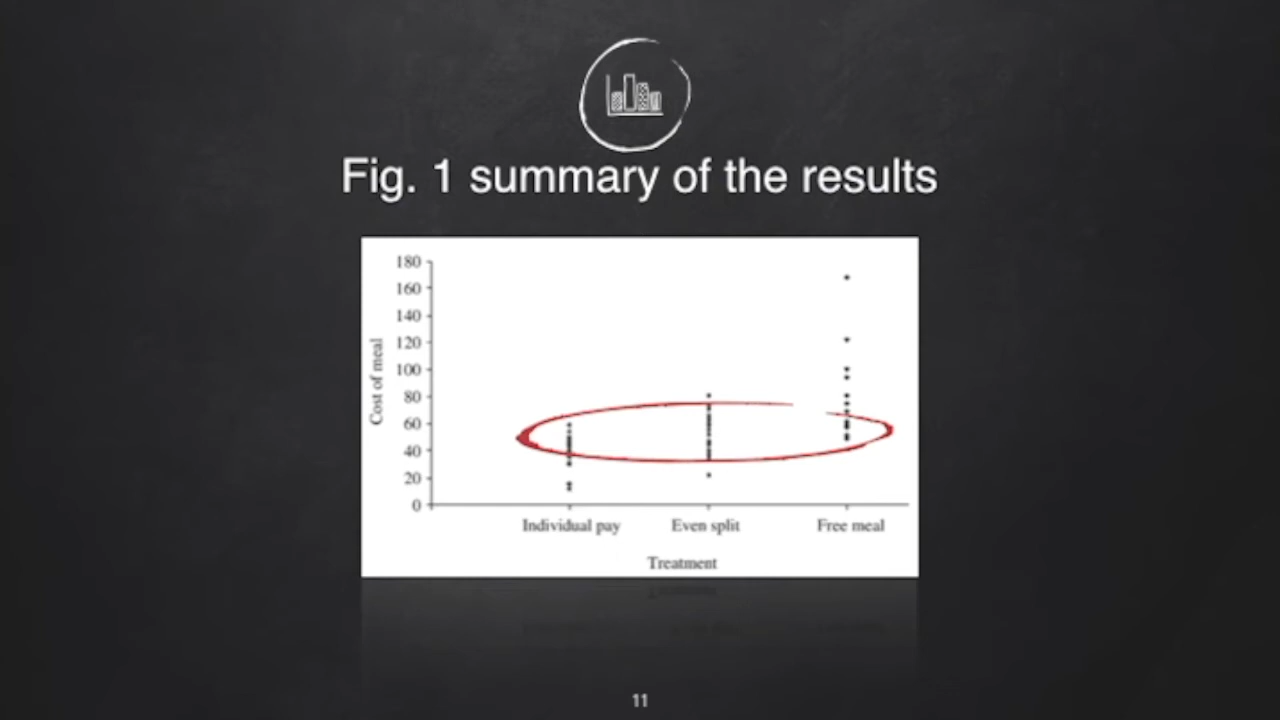 Fig. 1 summary of the results
180
160
140
120
100
80
60
40
20
0
Cost of meal
Individual pay Even split Free meal
Treatment
11